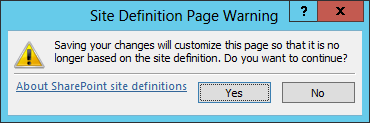 Site Definition Page Warning
?
Saving your changes will customize this page so that it is no
longer based on the site definition. Do you want to continue?
About SharePoint site definitions
Yes
No